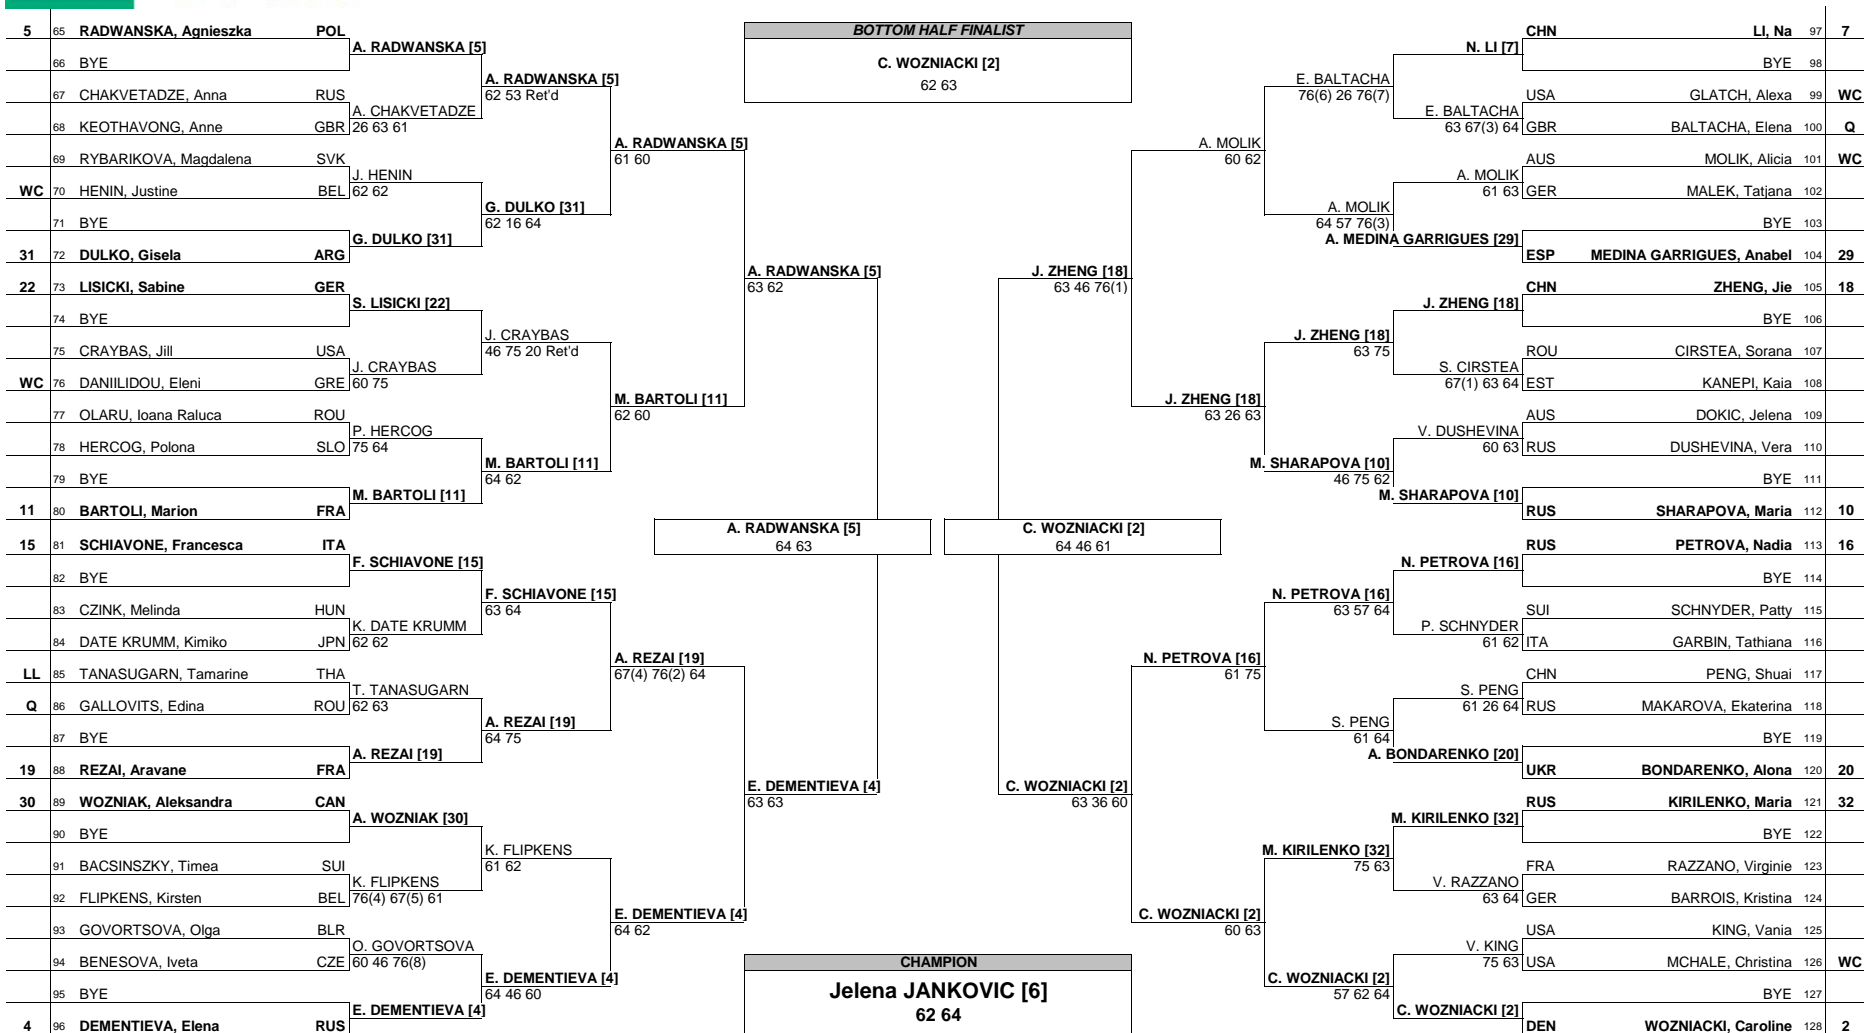 BOTTOM HALF FINALIST
C. WOZNIACKI [2]
62 63
5 65 RADWANSKA, Agnieszka POL
A. RADWANSKA [5]
66 BYE
A. RADWANSKA [5]
62 53 Ret'd
67 CHAKVETADZE, Anna RUS
A. CHAKVETADZE
68 KEOTHAVONG, Anne GBR 26 63 61
A. RADWANSKA [5]
61 60
69 RYBARIKOVA, Magdalena SVK
J. HENIN
WC 70 HENIN, Justine BEL 62 62
G. DULKO [31]
62 16 64
71 BYE
G. DULKO [31]
31 72 DULKO, Gisela ARG
A. RADWANSKA [5]
63 62
22 73 LISICKI, Sabine GER
S. LISICKI [22]
74 BYE
J. CRAYBAS
46 75 20 Ret'd
75 CRAYBAS, Jill USA
J. CRAYBAS
WC 76 DANIILIDOU, Eleni GRE 60 75
M. BARTOLI [11]
62 60
77 OLARU, Ioana Raluca ROU
P. HERCOG
78 HERCOG, Polona SLO 75 64
M. BARTOLI [11]
64 62
79 BYE
M. BARTOLI [11]
11 80 BARTOLI, Marion FRA
A. RADWANSKA [5]
64 63
15 81 SCHIAVONE, Francesca ITA
F. SCHIAVONE [15]
82 BYE
F. SCHIAVONE [15]
63 64
83 CZINK, Melinda HUN
K. DATE KRUMM
84 DATE KRUMM, Kimiko JPN 62 62
A. REZAI [19]
67(4) 76(2) 64
LL 85 TANASUGARN, Tamarine THA
T. TANASUGARN
Q 86 GALLOVITS, Edina ROU 62 63
A. REZAI [19]
64 75
87 BYE
A. REZAI [19]
19 88 REZAI, Aravane FRA
E. DEMENTIEVA [4]
63 63
30 89 WOZNIAK, Aleksandra CAN
A. WOZNIAK [30]
90 BYE
K. FLIPKENS
61 62
91 BACSINSZKY, Timea SUI
K. FLIPKENS
92 FLIPKENS, Kirsten BEL 76(4) 67(5) 61
E. DEMENTIEVA [4]
64 62
93 GOVORTSOVA, Olga BLR
O. GOVORTSOVA
94 BENESOVA, Iveta CZE 60 46 76(8)
E. DEMENTIEVA [4]
64 46 60
95 BYE
E. DEMENTIEVA [4]
4 96 DEMENTIEVA, Elena RUS
CHN LI, Na 97 7
N. LI [7]
BYE 98
E. BALTACHA
76(6) 26 76(7)
USA GLATCH, Alexa 99 WC
E. BALTACHA
63 67(3) 64 GBR BALTACHA, Elena 100 Q
A. MOLIK
60 62
AUS MOLIK, Alicia 101 WC
A. MOLIK
61 63 GER MALEK, Tatjana 102
A. MOLIK
64 57 76(3)
BYE 103
A. MEDINA GARRIGUES [29]
ESP MEDINA GARRIGUES, Anabel 104 29
J. ZHENG [18]
63 46 76(1)
CHN ZHENG, Jie 105 18
J. ZHENG [18]
BYE 106
J. ZHENG [18]
63 75
ROU CIRSTEA, Sorana 107
S. CIRSTEA
67(1) 63 64 EST KANEPI, Kaia 108
J. ZHENG [18]
63 26 63
AUS DOKIC, Jelena 109
V. DUSHEVINA
60 63 RUS DUSHEVINA, Vera 110
M. SHARAPOVA [10]
46 75 62
BYE 111
M. SHARAPOVA [10]
RUS SHARAPOVA, Maria 112 10
C. WOZNIACKI [2]
64 46 61
RUS PETROVA, Nadia 113 16
N. PETROVA [16]
BYE 114
N. PETROVA [16]
63 57 64
SUI SCHNYDER, Patty 115
P. SCHNYDER
61 62 ITA GARBIN, Tathiana 116
N. PETROVA [16]
61 75
CHN PENG, Shuai 117
S. PENG
61 26 64 RUS MAKAROVA, Ekaterina 118
S. PENG
61 64
BYE 119
A. BONDARENKO [20]
UKR BONDARENKO, Alona 120 20
C. WOZNIACKI [2]
63 36 60
RUS KIRILENKO, Maria 121 32
M. KIRILENKO [32]
BYE 122
M. KIRILENKO [32]
75 63
FRA RAZZANO, Virginie 123
V. RAZZANO
63 64 GER BARROIS, Kristina 124
C. WOZNIACKI [2]
60 63
USA KING, Vania 125
V. KING
75 63 USA MCHALE, Christina 126 WC
C. WOZNIACKI [2]
57 62 64
BYE 127
C. WOZNIACKI [2]
DEN WOZNIACKI, Caroline 128 2
CHAMPION
Jelena JANKOVIC [6]
62 64